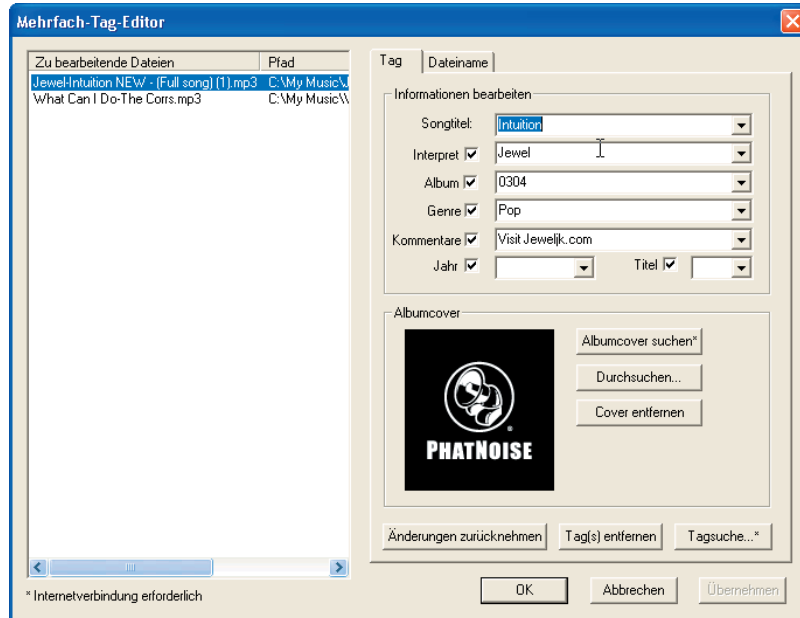 Mehrfach-Tag-Editor
Zu bearbeitende Dateien Pfad
Jewel-Intuition NEW - (Full song) (1).mp3 C:\My Music\J
What Can I Do-The Corrs.mp3 C:\My Music\\
Tag Dateiname
Informationen bearbeiten
Songtitel: Intuition
Interpret Jewel
Album 0304
Genre Pop
Kommentare Visit Jeweljk.com
Jahr Titel
Albumcover
PHATNOISE
Albumcover suchen*
Durchsuchen...
Cover entfernen
Änderungen zurücknehmen Tag(s) entfernen Tagsuche...*
* Internetverbindung erforderlich
OK Abbrechen Übernehmen